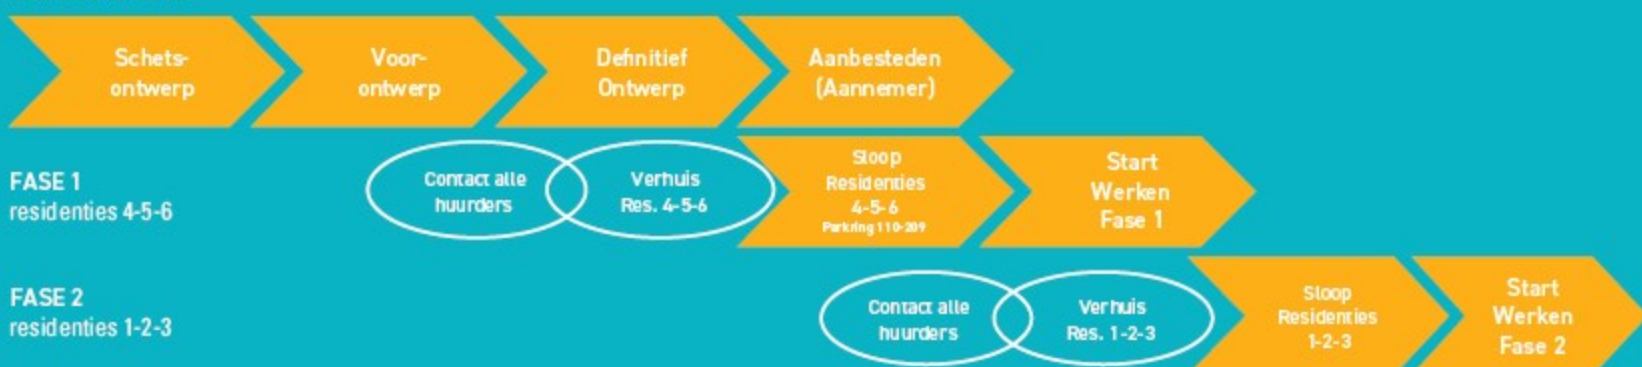 Schets-
ontwerp
Voor-
ontwerp
Definitief
Ontwerp
Aanbesteden
(Aannemer)
FASE 1
residenties 4-5-6
Contact alle
huurders
Verhuis
Res. 4-5-6
Sloop
Residenties
4-5-6
Parkring 110-209
Start
Werken
Fase 1
FASE 2
residenties 1-2-3
Contact alle
huurders
Verhuis
Res. 1-2-3
Sloop
Residenties
1-2-3
Start
Werken
Fase 2